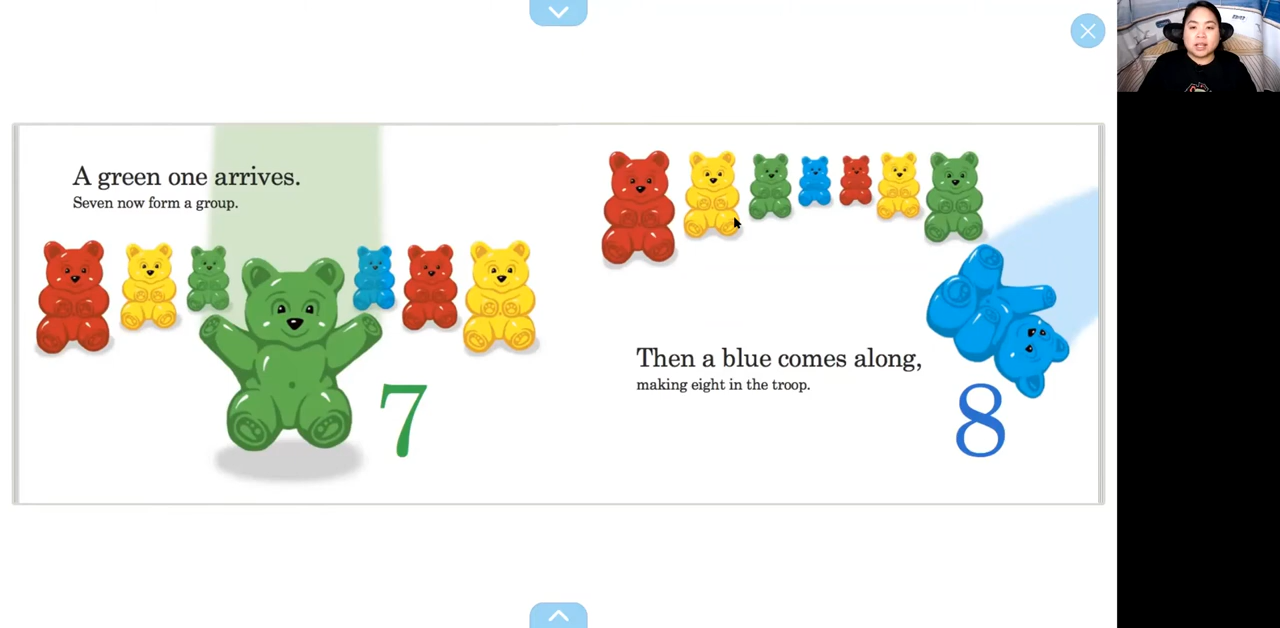 A green one arrives.
Seven now form a group.
7
Then a blue comes along,
making eight in the troop.
8